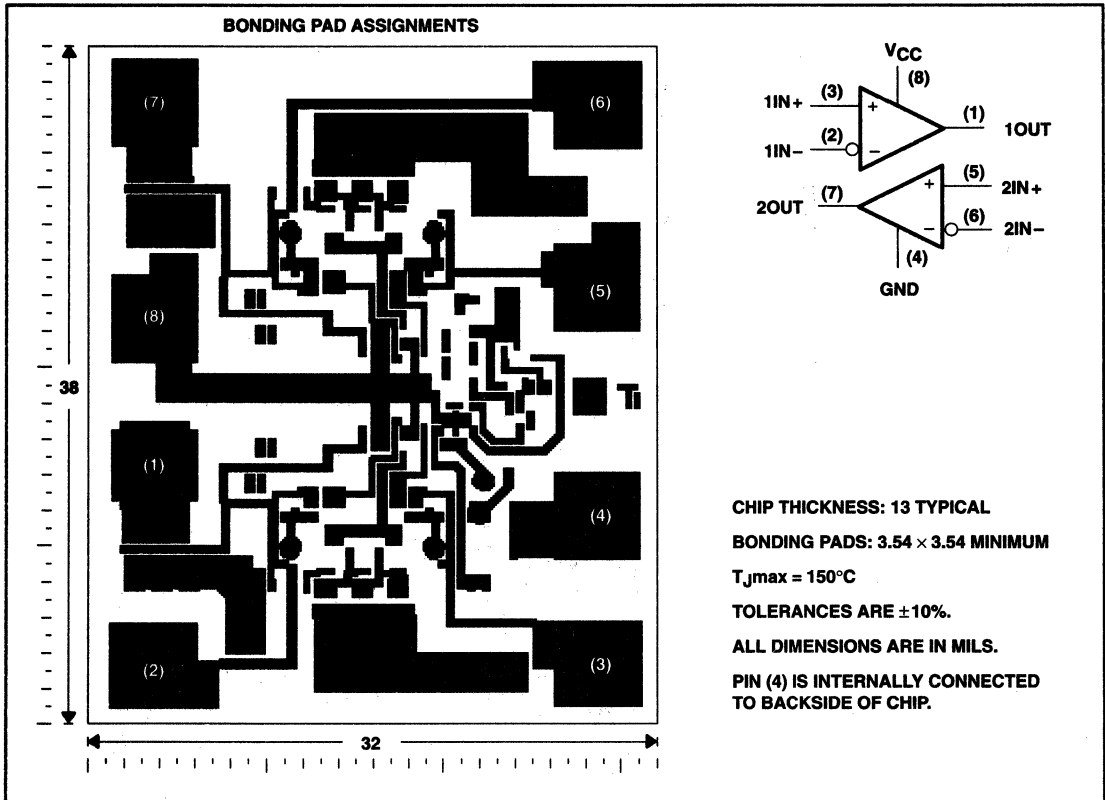 BONDING PAD ASSIGNMENTS
(7)
(6)
(5)
(8)
38
(1)
(4)
(2)
(3)
32
VCC
(8)
1IN+
(3)
+
(1)
1OUT
1IN−
(2)
−
(5)
2IN+
+
2OUT
(7)
(6)
2IN−
−
(4)
GND
CHIP THICKNESS: 13 TYPICAL
BONDING PADS: 3.54 × 3.54 MINIMUM
TJmax = 150°C
TOLERANCES ARE ±10%.
ALL DIMENSIONS ARE IN MILS.
PIN (4) IS INTERNALLY CONNECTED
TO BACKSIDE OF CHIP.